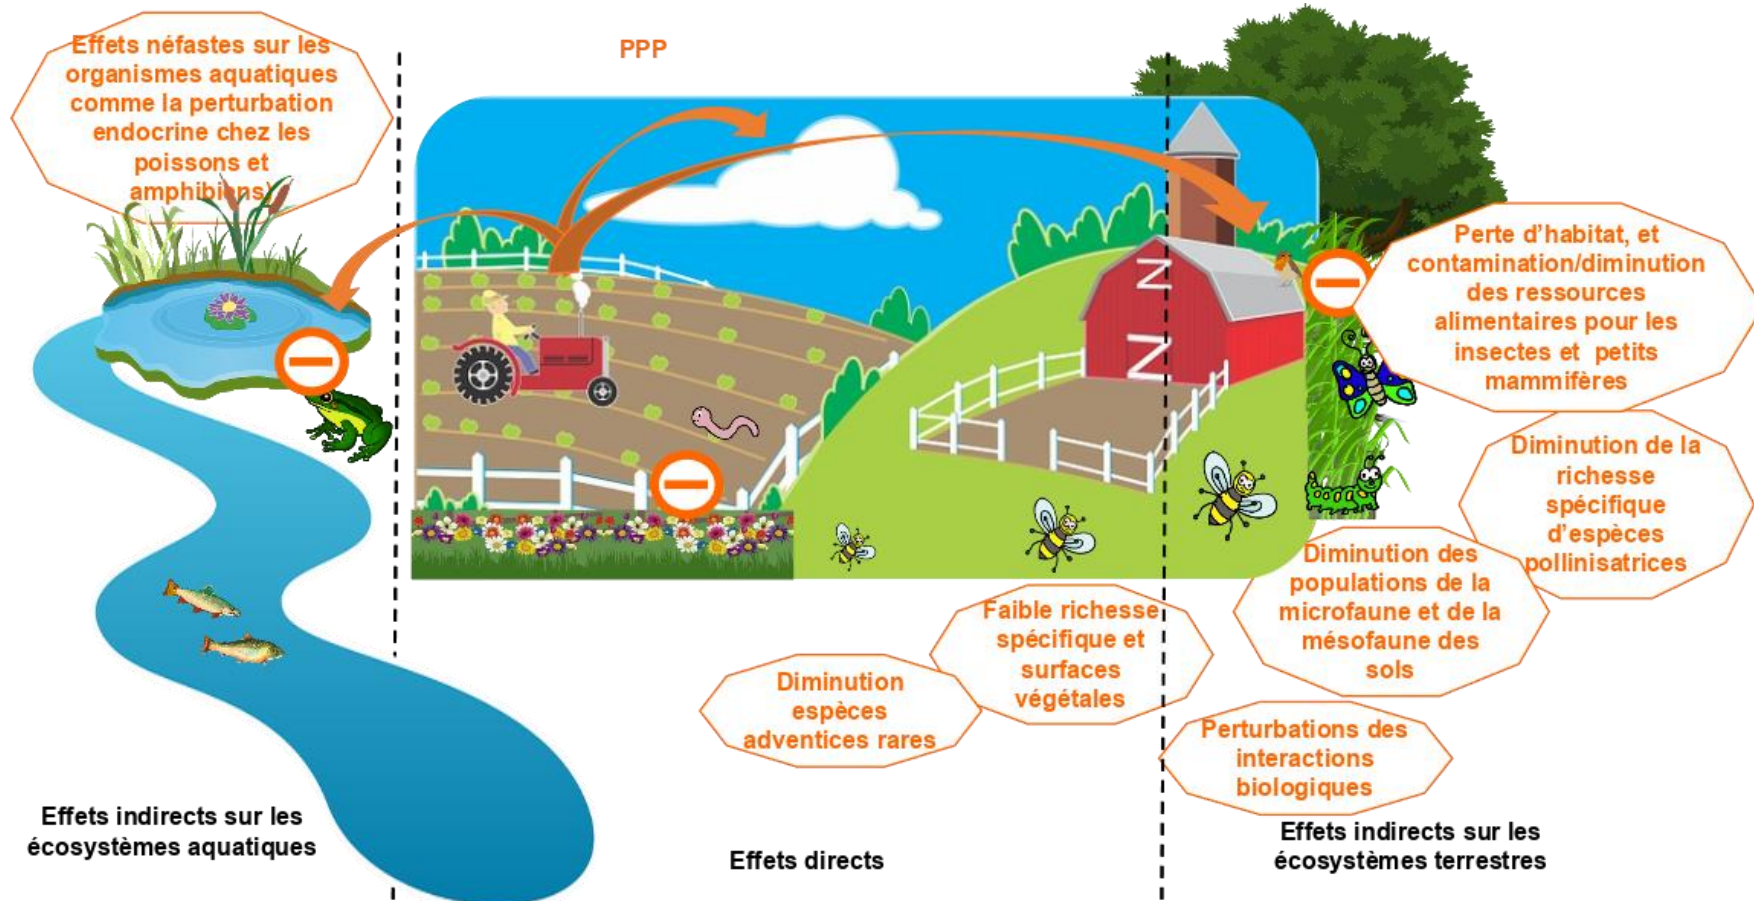 Effets néfastes sur les
organismes aquatiques
comme la perturbation
endocrine chez les
poissons et
amphibiens)
PPP
Perte d’habitat, et
contamination/diminution
des ressources
alimentaires pour les
insectes et petits
mammifères
Diminution de la
richesse
spécifique
d’espèces
pollinisatrices
Diminution des
populations de la
microfaune et de la
mésofaune des
sols
Faible richesse
spécifique et
surfaces
végétales
Diminution
espèces
adventices rares
Perturbations des
interactions
biologiques
Effets indirects sur les
écosystèmes aquatiques
Effets directs
Effets indirects sur les
écosystèmes terrestres